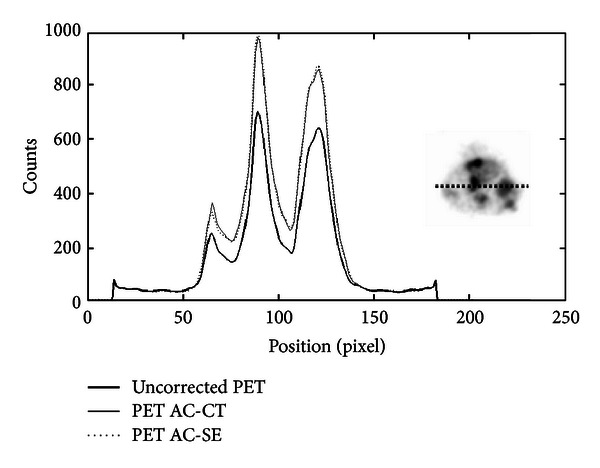 1000
800
600
400
200
0
Counts
0 50 100 150 200 250
Position (pixel)
Uncorrected PET
PET AC-CT
PET AC-SE